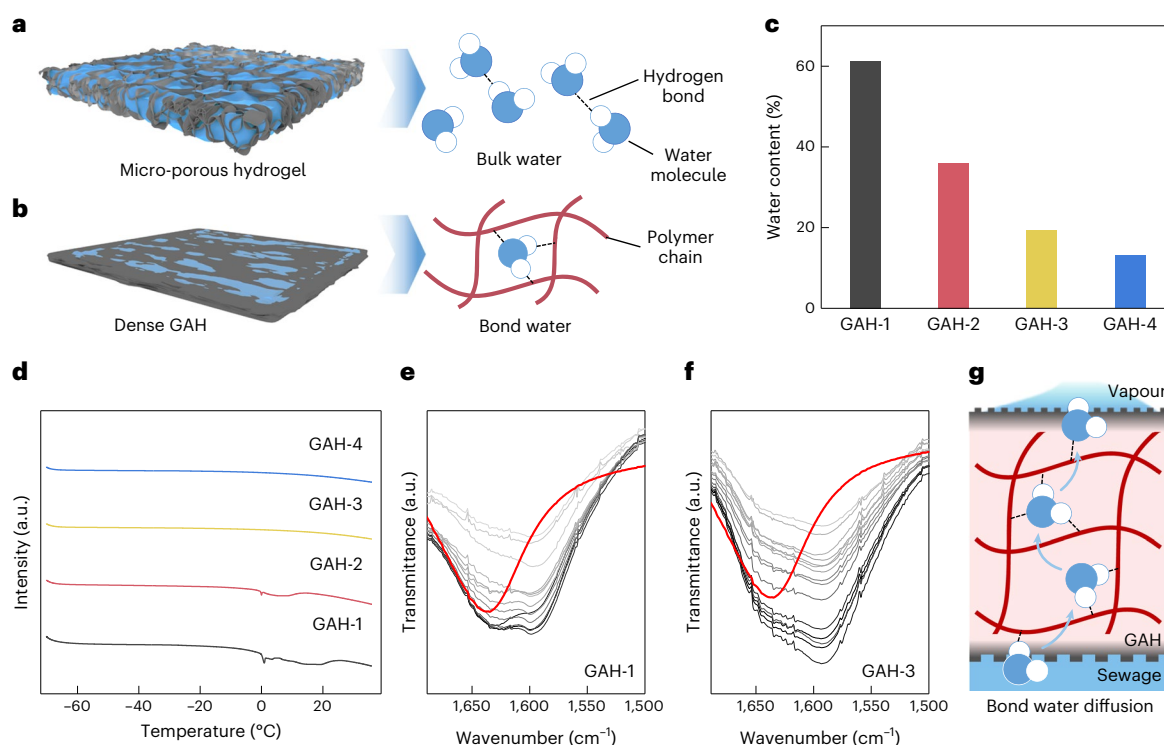 a
Micro-porous hydrogel
Hydrogen
bond
Bulk water
Water
molecule
b
Dense GAH
Polymer
chain
Bond water
c
Water content (%)
60
40
20
0
GAH-1 GAH-2 GAH-3 GAH-4
d
Intensity (a.u.)
GAH-4
GAH-3
GAH-2
GAH-1
−60 −40 −20 0 20
Temperature (°C)
e
Transmittance (a.u.)
GAH-1
1,650 1,600 1,550 1,500
Wavenumber (cm−1)
f
Transmittance (a.u.)
GAH-3
1,650 1,600 1,550 1,500
Wavenumber (cm−1)
g
Vapour
GAH
Sewage
Bond water diffusion